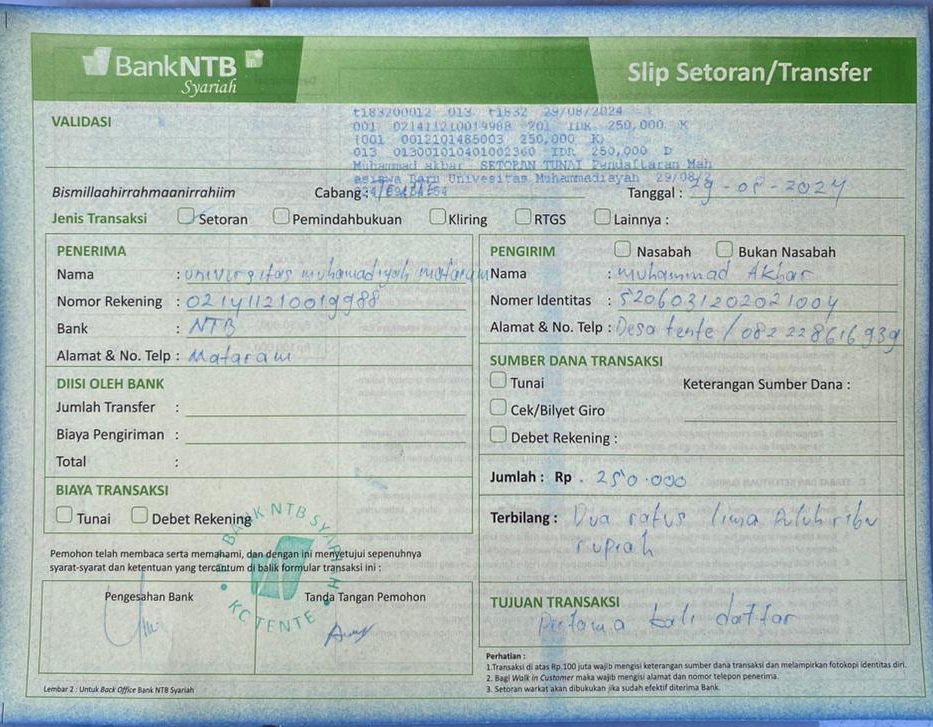 BankNTB
Syariah
Slip Setoran/Transfer
VALIDASI
t183200012 013 t1832 29/08/2024
001 021411210019988 201 IDR 250,000 K
(001 0012101485003 250,000 K)
013 013001010401002360 IDR 250,000 D
Muhammad akbar SETORAN TUNAI Pendaftaran Mah
asiswa Baru Univesitas Muhammadiayah 29/08/2
Bismillaahirrahmaanirrahiim
Cabang : TENTE
Tanggal : 29-08-2024
Jenis Transaksi Setoran Pemindahbukuan Kliring RTGS Lainnya :
PENERIMA
Nama : universitas muhamadiyah mataram
Nomor Rekening : 021411210019988
Bank : NTB
Alamat & No. Telp : Mataram
DIISI OLEH BANK
Jumlah Transfer :
Biaya Pengiriman :
Total :
BIAYA TRANSAKSI
Tunai Debet Rekening
Pemohon telah membaca serta memahami, dan dengan ini menyetujui sepenuhnya
syarat-syarat dan ketentuan yang tercantum di balik formular transaksi ini :
Pengesahan Bank
Tanda Tangan Pemohon
BANK NTB SYARIAH
KC TENTE
Lembar 2 : Untuk Back Office Bank NTB Syariah
PENGIRIM Nasabah Bukan Nasabah
Nama : muhammad Akbar
Nomer Identitas : 5206031202021004
Alamat & No. Telp : Desa tente / 082228616939
SUMBER DANA TRANSAKSI
Tunai
Keterangan Sumber Dana :
Cek/Bilyet Giro
Debet Rekening :
Jumlah : Rp . 250.000
Terbilang : Dua ratus lima puluh ribu
rupiah
TUJUAN TRANSAKSI
Pertama kali daftar
Perhatian :
1.Transaksi di atas Rp.100 juta wajib mengisi keterangan sumber dana transaksi dan melampirkan fotokopi identitas diri.
2. Bagi Walk in Customer maka wajib mengisi alamat dan nomor telepon penerima.
3. Setoran warkat akan dibukukan jika sudah efektif diterima Bank.